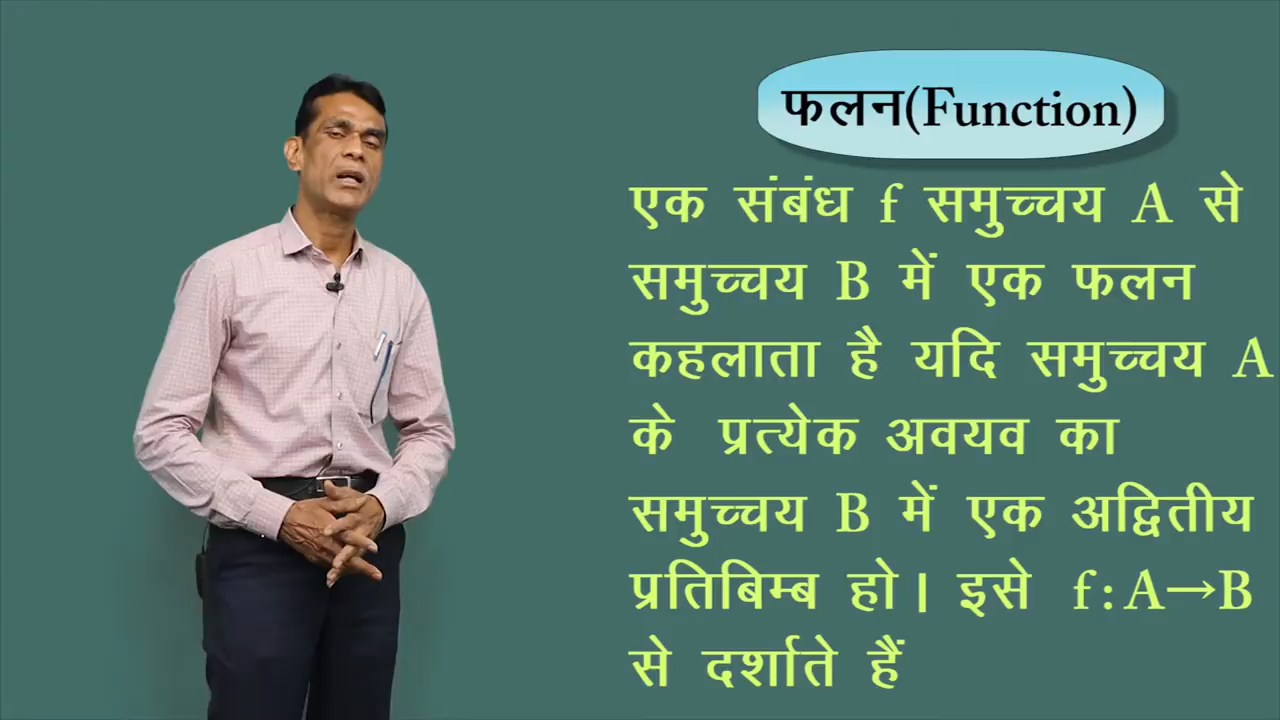 फलन(Function)
एक संबंध f समुच्चय A से
समुच्चय B में एक फलन
कहलाता है यदि समुच्चय A
के प्रत्येक अवयव का
समुच्चय B में एक अद्वितीय
प्रतिबिम्ब हो। इसे f:A→B
से दर्शाते हैं